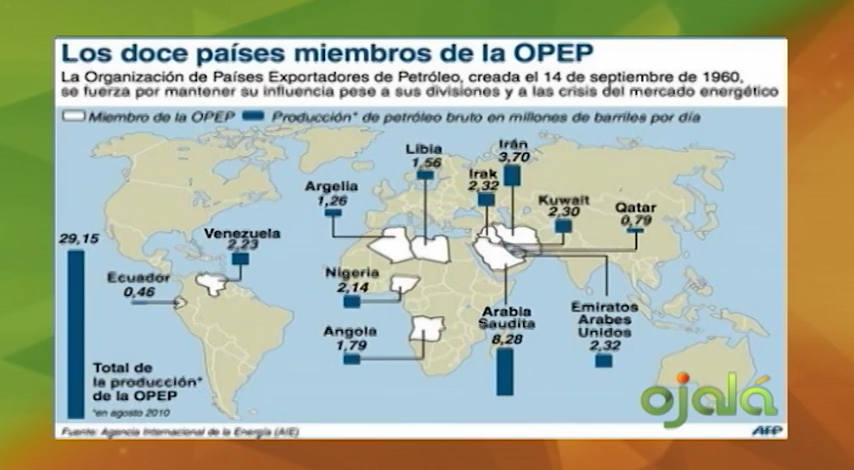 Los doce países miembros de la OPEP
La Organización de Países Exportadores de Petróleo, creada el 14 de septiembre de 1960,
se fuerza por mantener su influencia pese a sus divisiones y a las crisis del mercado energético
Miembro de la OPEP
Producción* de petróleo bruto en millones de barriles por día
Irán
3,70
Libia
1,56
Irak
2,32
Argelia
1,26
Kuwait
2,30
Qatar
0,79
Venezuela
2,23
29,15
Ecuador
0,46
Nigeria
2,14
Angola
1,79
Arabia
Saudita
8,28
Emiratos
Arabes
Unidos
2,32
Total de
la producción*
de la OPEP
*en agosto 2010
ojalá
Fuente: Agencia Internacional de la Energía (AIE)
AFP